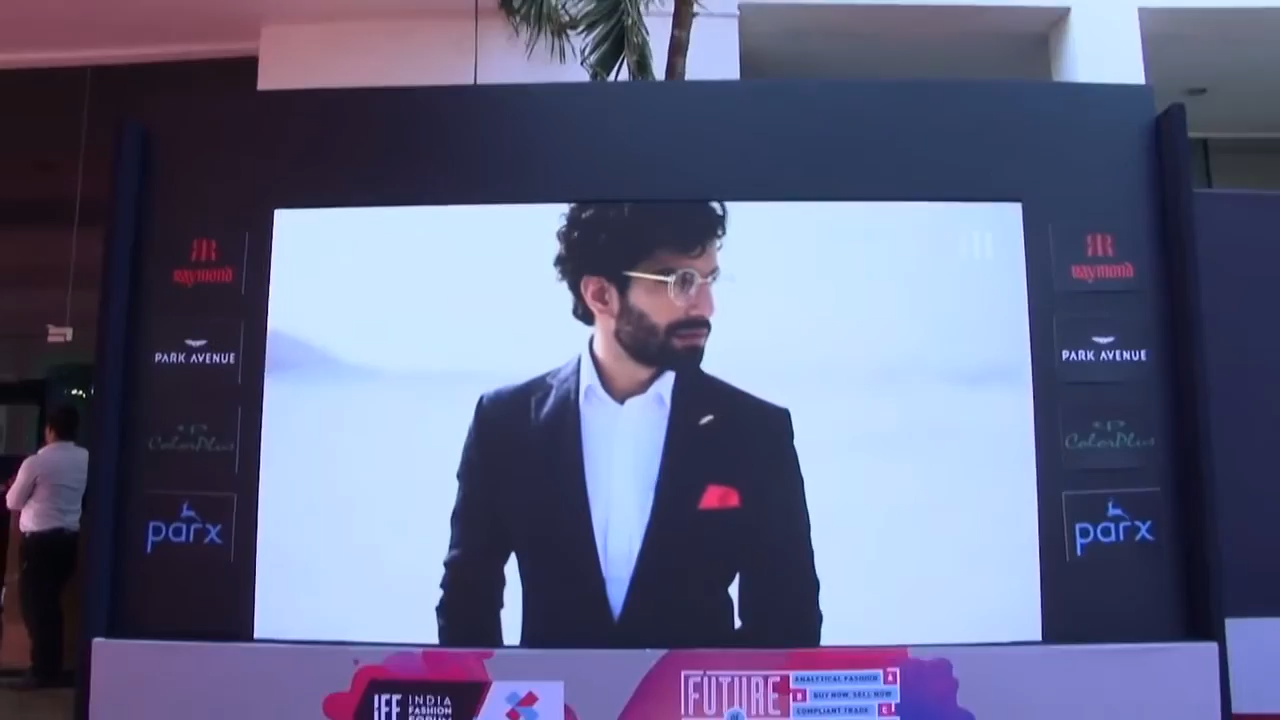 Raymond
PARK AVENUE
ColorPlus
parx
Raymond
PARK AVENUE
ColorPlus
parx
IFF INDIA
FASHION
FORUM
FUTURE
OF
ANALYTICAL FASHION A
B BUY NOW, SELL NOW
COMPLIANT TRADE C